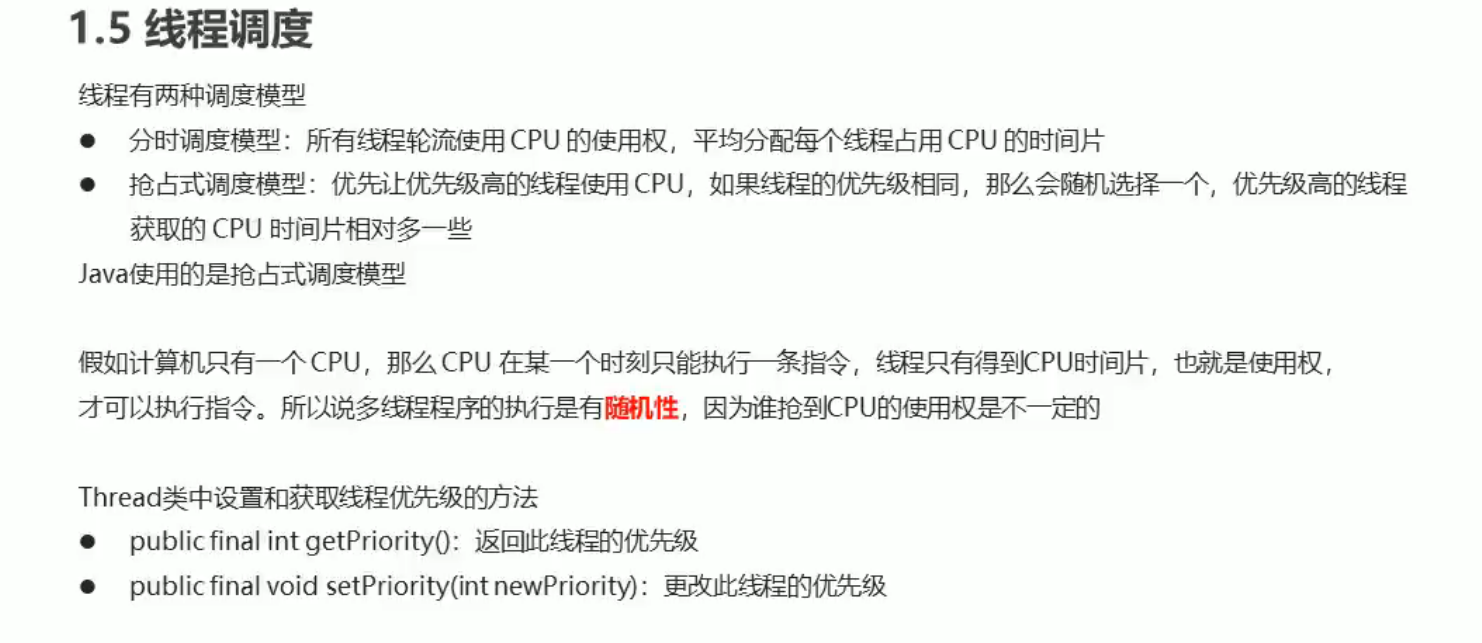 1.5 线程调度
线程有两种调度模型
● 分时调度模型：所有线程轮流使用 CPU 的使用权，平均分配每个线程占用 CPU 的时间片
● 抢占式调度模型：优先让优先级高的线程使用 CPU，如果线程的优先级相同，那么会随机选择一个，优先级高的线程
获取的 CPU 时间片相对多一些
Java使用的是抢占式调度模型
假如计算机只有一个 CPU，那么 CPU 在某一个时刻只能执行一条指令，线程只有得到CPU时间片，也就是使用权，
才可以执行指令。所以说多线程程序的执行是有随机性，因为谁抢到CPU的使用权是不一定的
Thread类中设置和获取线程优先级的方法
● public final int getPriority()：返回此线程的优先级
● public final void setPriority(int newPriority)：更改此线程的优先级